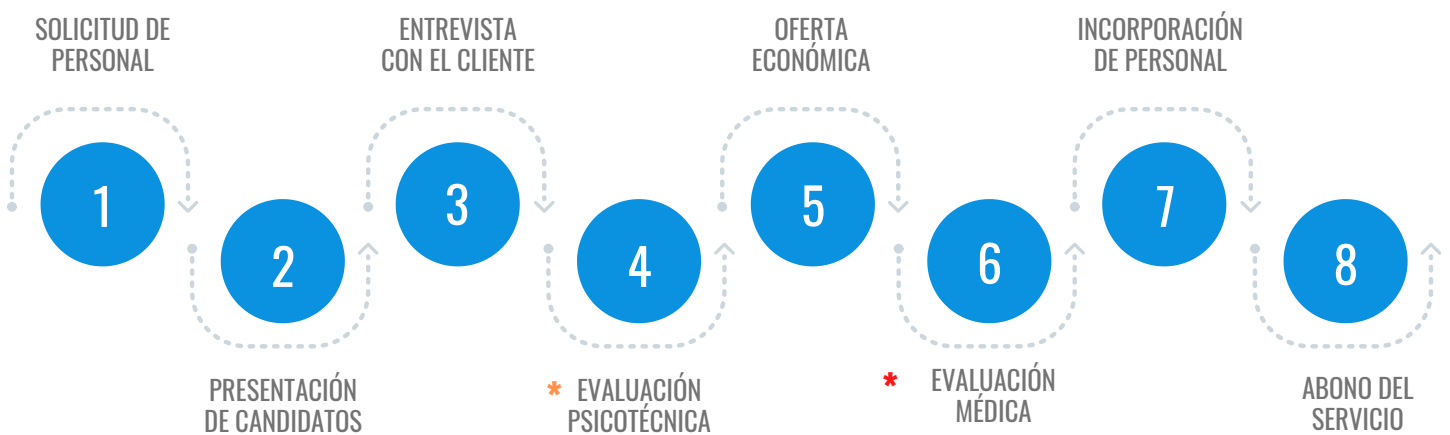 SOLICITUD DE
PERSONAL
1
PRESENTACIÓN
DE CANDIDATOS
2
ENTREVISTA
CON EL CLIENTE
3
* EVALUACIÓN
PSICOTÉCNICA
4
OFERTA
ECONÓMICA
5
* EVALUACIÓN
MÉDICA
6
INCORPORACIÓN
DE PERSONAL
7
ABONO DEL
SERVICIO
8